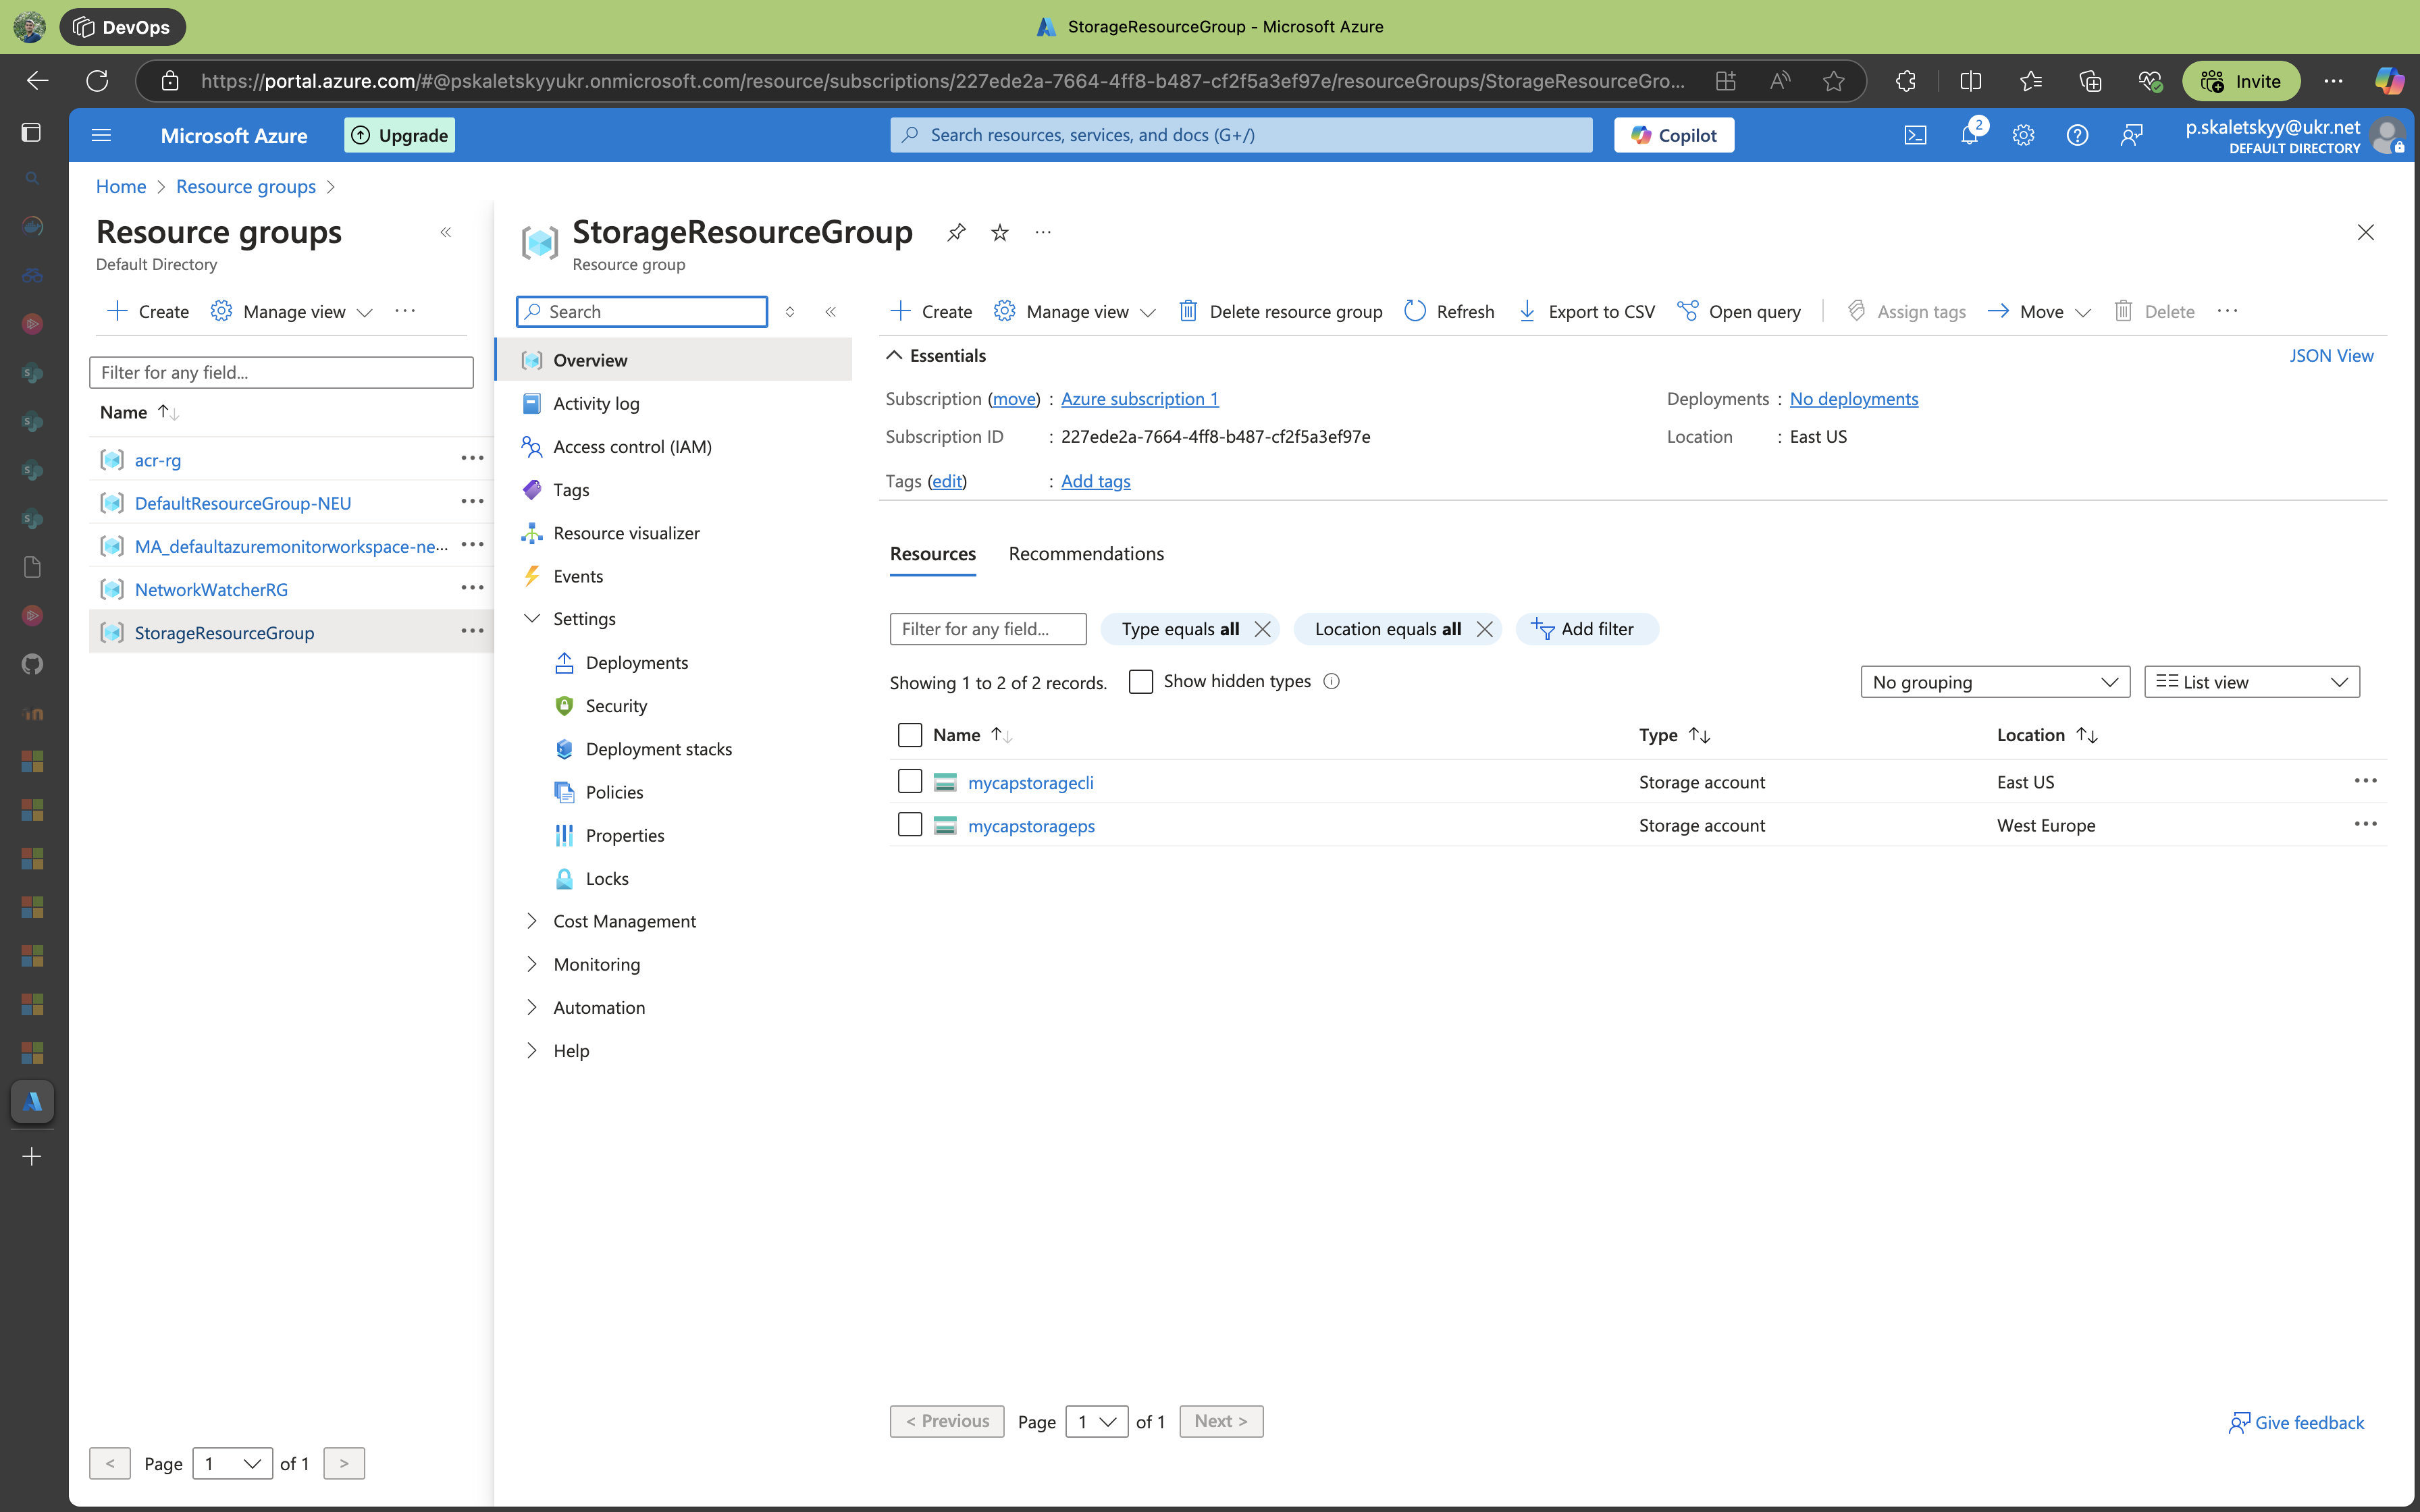 DevOps
StorageResourceGroup - Microsoft Azure
https://portal.azure.com/#@pskaletskyyukr.onmicrosoft.com/resource/subscriptions/227ede2a-7664-4ff8-b487-cf2f5a3ef97e/resourceGroups/StorageResourceGro...
Invite
Microsoft Azure
Upgrade
Search resources, services, and docs (G+/)
Copilot
2
p.skaletskyy@ukr.net
DEFAULT DIRECTORY
Home > Resource groups >
Resource groups
Default Directory
Create
Manage view
Filter for any field...
Name
acr-rg
DefaultResourceGroup-NEU
MA_defaultazuremonitorworkspace-ne...
NetworkWatcherRG
StorageResourceGroup
< Page 1 of 1 >
StorageResourceGroup
Resource group
Search
Overview
Activity log
Access control (IAM)
Tags
Resource visualizer
Events
Settings
Deployments
Security
Deployment stacks
Policies
Properties
Locks
Cost Management
Monitoring
Automation
Help
Create Manage view Delete resource group Refresh Export to CSV Open query Assign tags Move Delete
Essentials
JSON View
Subscription (move) : Azure subscription 1
Subscription ID : 227ede2a-7664-4ff8-b487-cf2f5a3ef97e
Tags (edit) : Add tags
Deployments : No deployments
Location : East US
Resources Recommendations
Filter for any field... Type equals all Location equals all Add filter
Showing 1 to 2 of 2 records. Show hidden types No grouping List view
Name Type Location
mycapstoragecli Storage account East US
mycapstorageps Storage account West Europe
< Previous Page 1 of 1 Next >
Give feedback